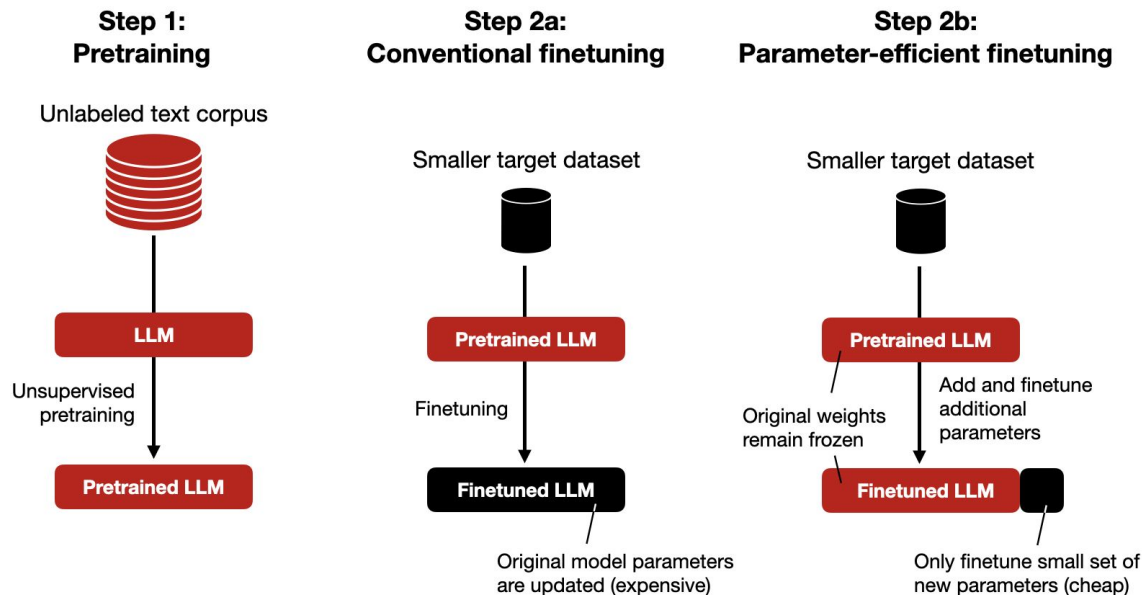 Step 1:
Pretraining
Unlabeled text corpus
LLM
Unsupervised
pretraining
Pretrained LLM
Step 2a:
Conventional finetuning
Smaller target dataset
Pretrained LLM
Finetuning
Finetuned LLM
Original model parameters
are updated (expensive)
Step 2b:
Parameter-efficient finetuning
Smaller target dataset
Pretrained LLM
Original weights
remain frozen
Add and finetune
additional
parameters
Finetuned LLM
Only finetune small set of
new parameters (cheap)